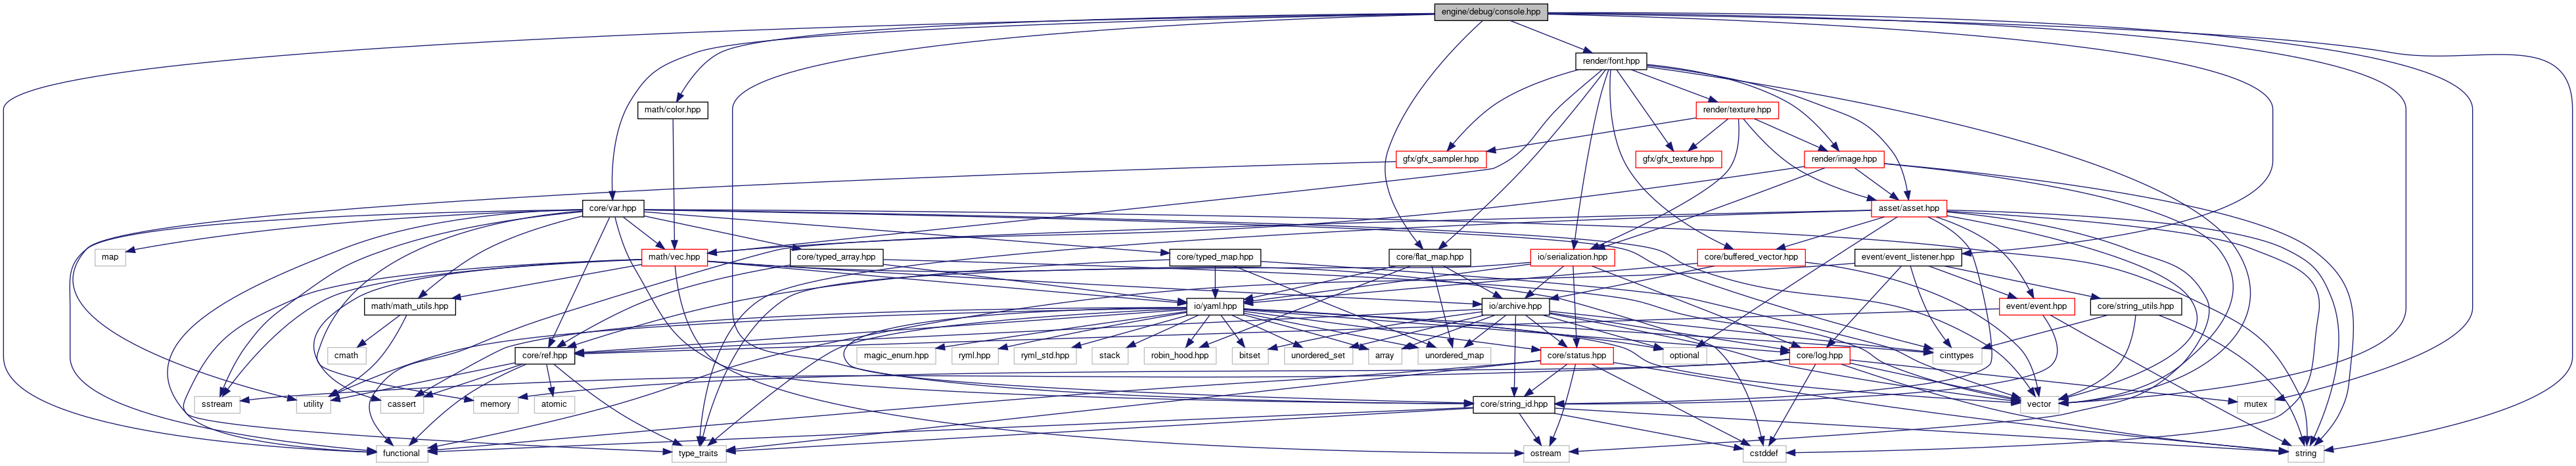 engine/debug/console.hpp
render/font.hpp
math/color.hpp
render/texture.hpp
gfx/gfx_sampler.hpp
gfx/gfx_texture.hpp
render/image.hpp
core/var.hpp
asset/asset.hpp
map
math/vec.hpp
core/typed_array.hpp
core/typed_map.hpp
core/flat_map.hpp
io/serialization.hpp
core/buffered_vector.hpp
event/event_listener.hpp
math/math_utils.hpp
io/yaml.hpp
io/archive.hpp
event/event.hpp
core/string_utils.hpp
cmath
core/ref.hpp
magic_enum.hpp
ryml.hpp
ryml_std.hpp
stack
robin_hood.hpp
bitset
unordered_set
array
unordered_map
core/status.hpp
optional
core/log.hpp
cinttypes
sstream
utility
cassert
memory
atomic
core/string_id.hpp
vector
mutex
functional
type_traits
ostream
cstddef
string